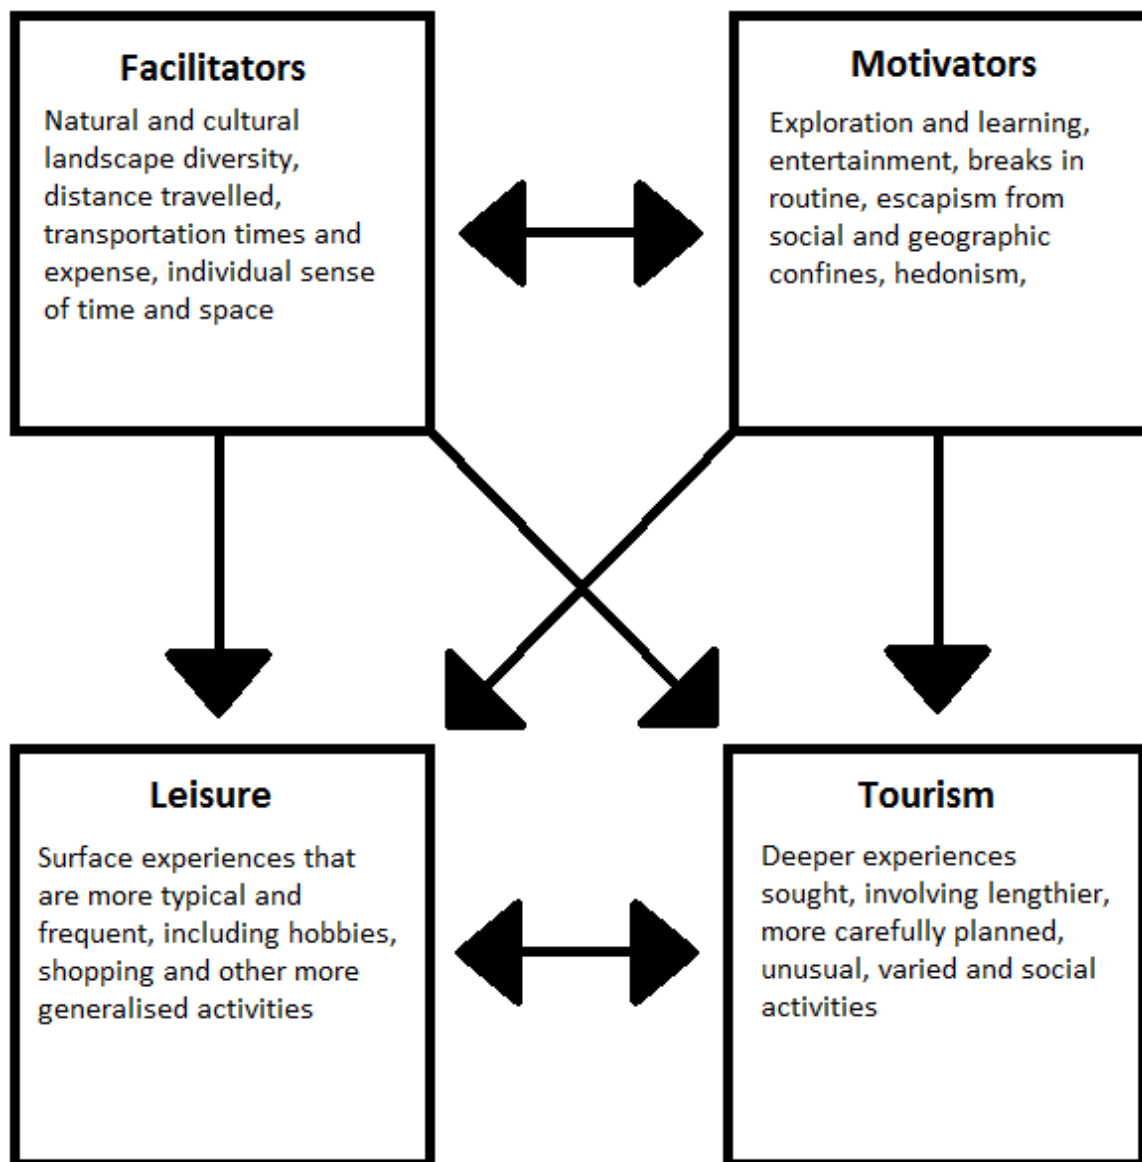 Facilitators
Natural and cultural
landscape diversity,
distance travelled,
transportation times and
expense, individual sense
of time and space
Motivators
Exploration and learning,
entertainment, breaks in
routine, escapism from
social and geographic
confines, hedonism,
Leisure
Surface experiences that
are more typical and
frequent, including hobbies,
shopping and other more
generalised activities
Tourism
Deeper experiences
sought, involving lengthier,
more carefully planned,
unusual, varied and social
activities